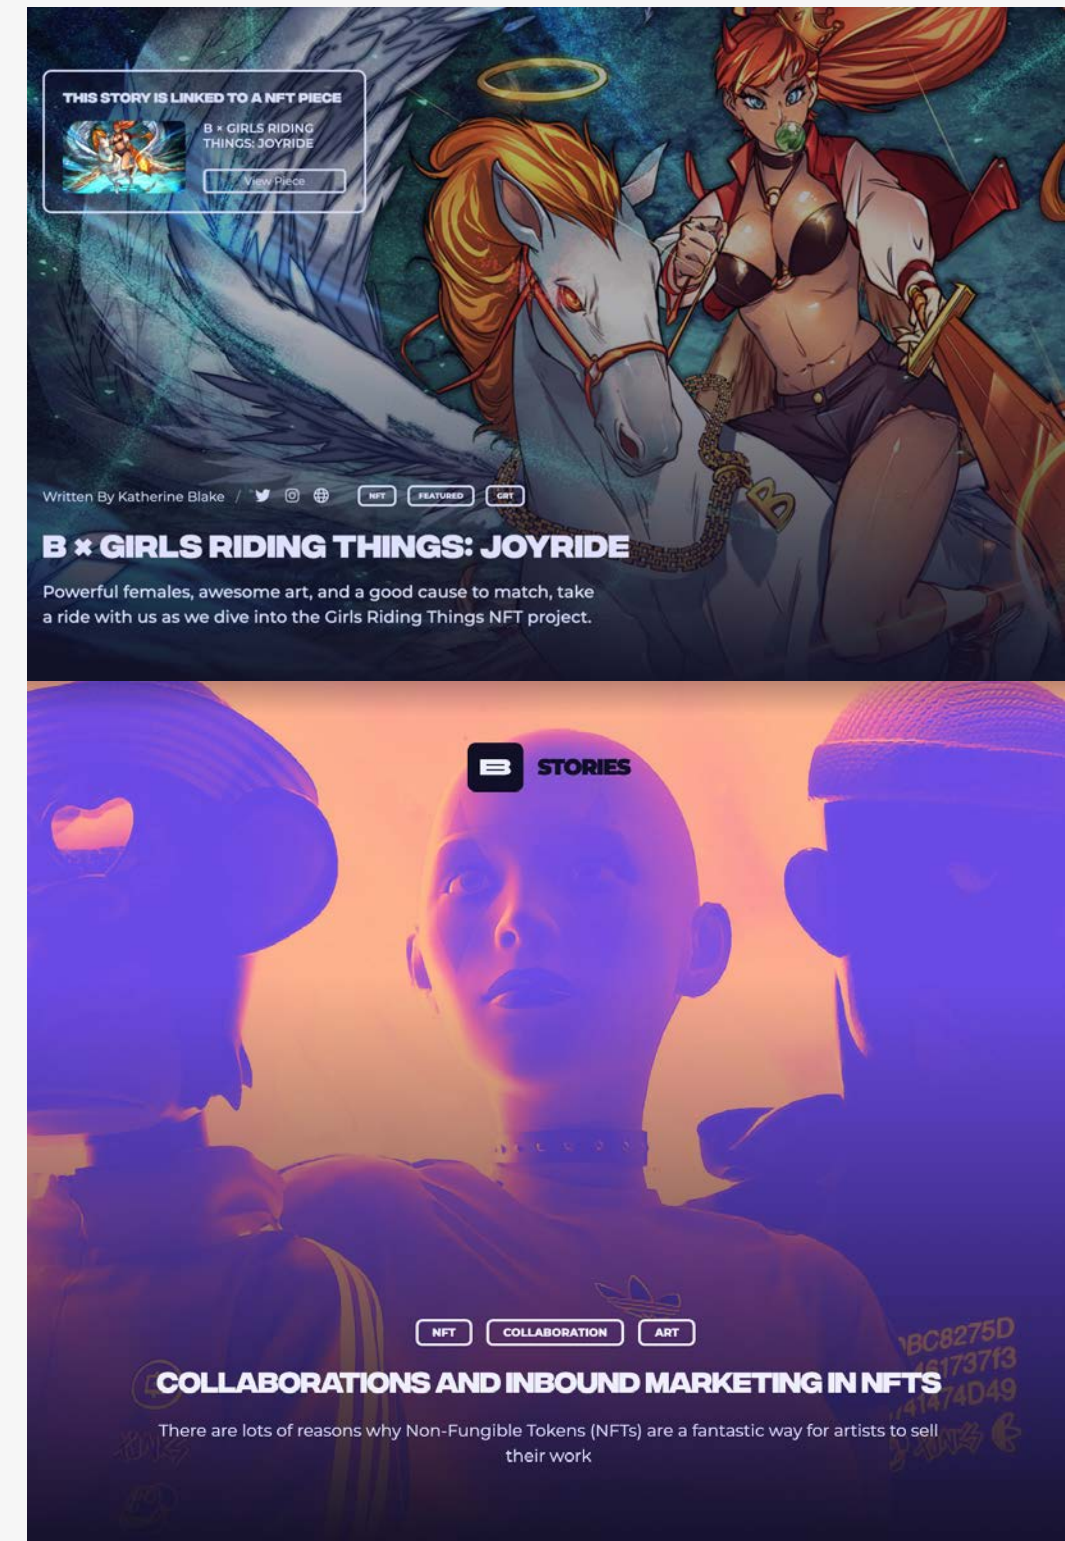 THIS STORY IS LINKED TO A NFT PIECE
B × GIRLS RIDING
THINGS: JOYRIDE
View Piece
Written By Katherine Blake /
NFT FEATURED GRT
B × GIRLS RIDING THINGS: JOYRIDE
Powerful females, awesome art, and a good cause to match, take
a ride with us as we dive into the Girls Riding Things NFT project.
B STORIES
NFT COLLABORATION ART
COLLABORATIONS AND INBOUND MARKETING IN NFTS
There are lots of reasons why Non-Fungible Tokens (NFTs) are a fantastic way for artists to sell
their work